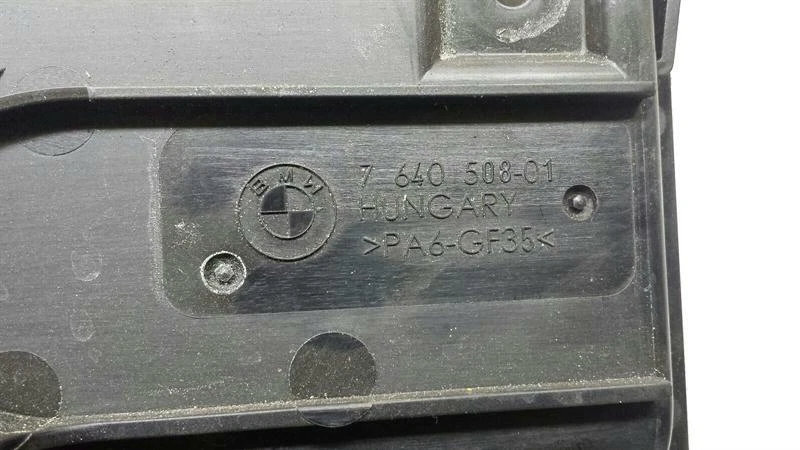 BMW
7 640 508-01
HUNGARY
>PA6-GF35<